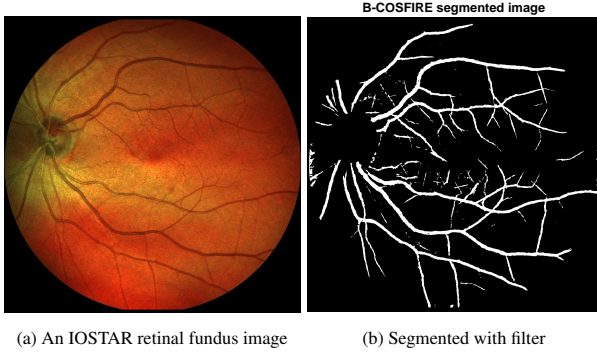 B-COSFIRE segmented image
(a) An IOSTAR retinal fundus image
(b) Segmented with filter